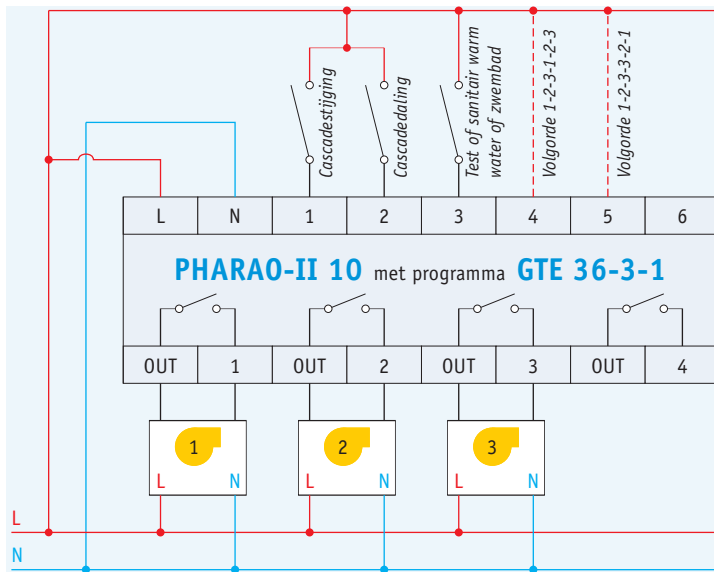 Cascadestijging
Cascadedaling
Test of sanitair warm
water of zwembad
Volgorde 1-2-3-1-2-3
Volgorde 1-2-3-3-2-1
L N 1 2 3 4 5 6
PHARAO-II 10 met programma GTE 36-3-1
OUT 1 OUT 2 OUT 3 OUT 4
1 2 3
L N L N L N
L
N